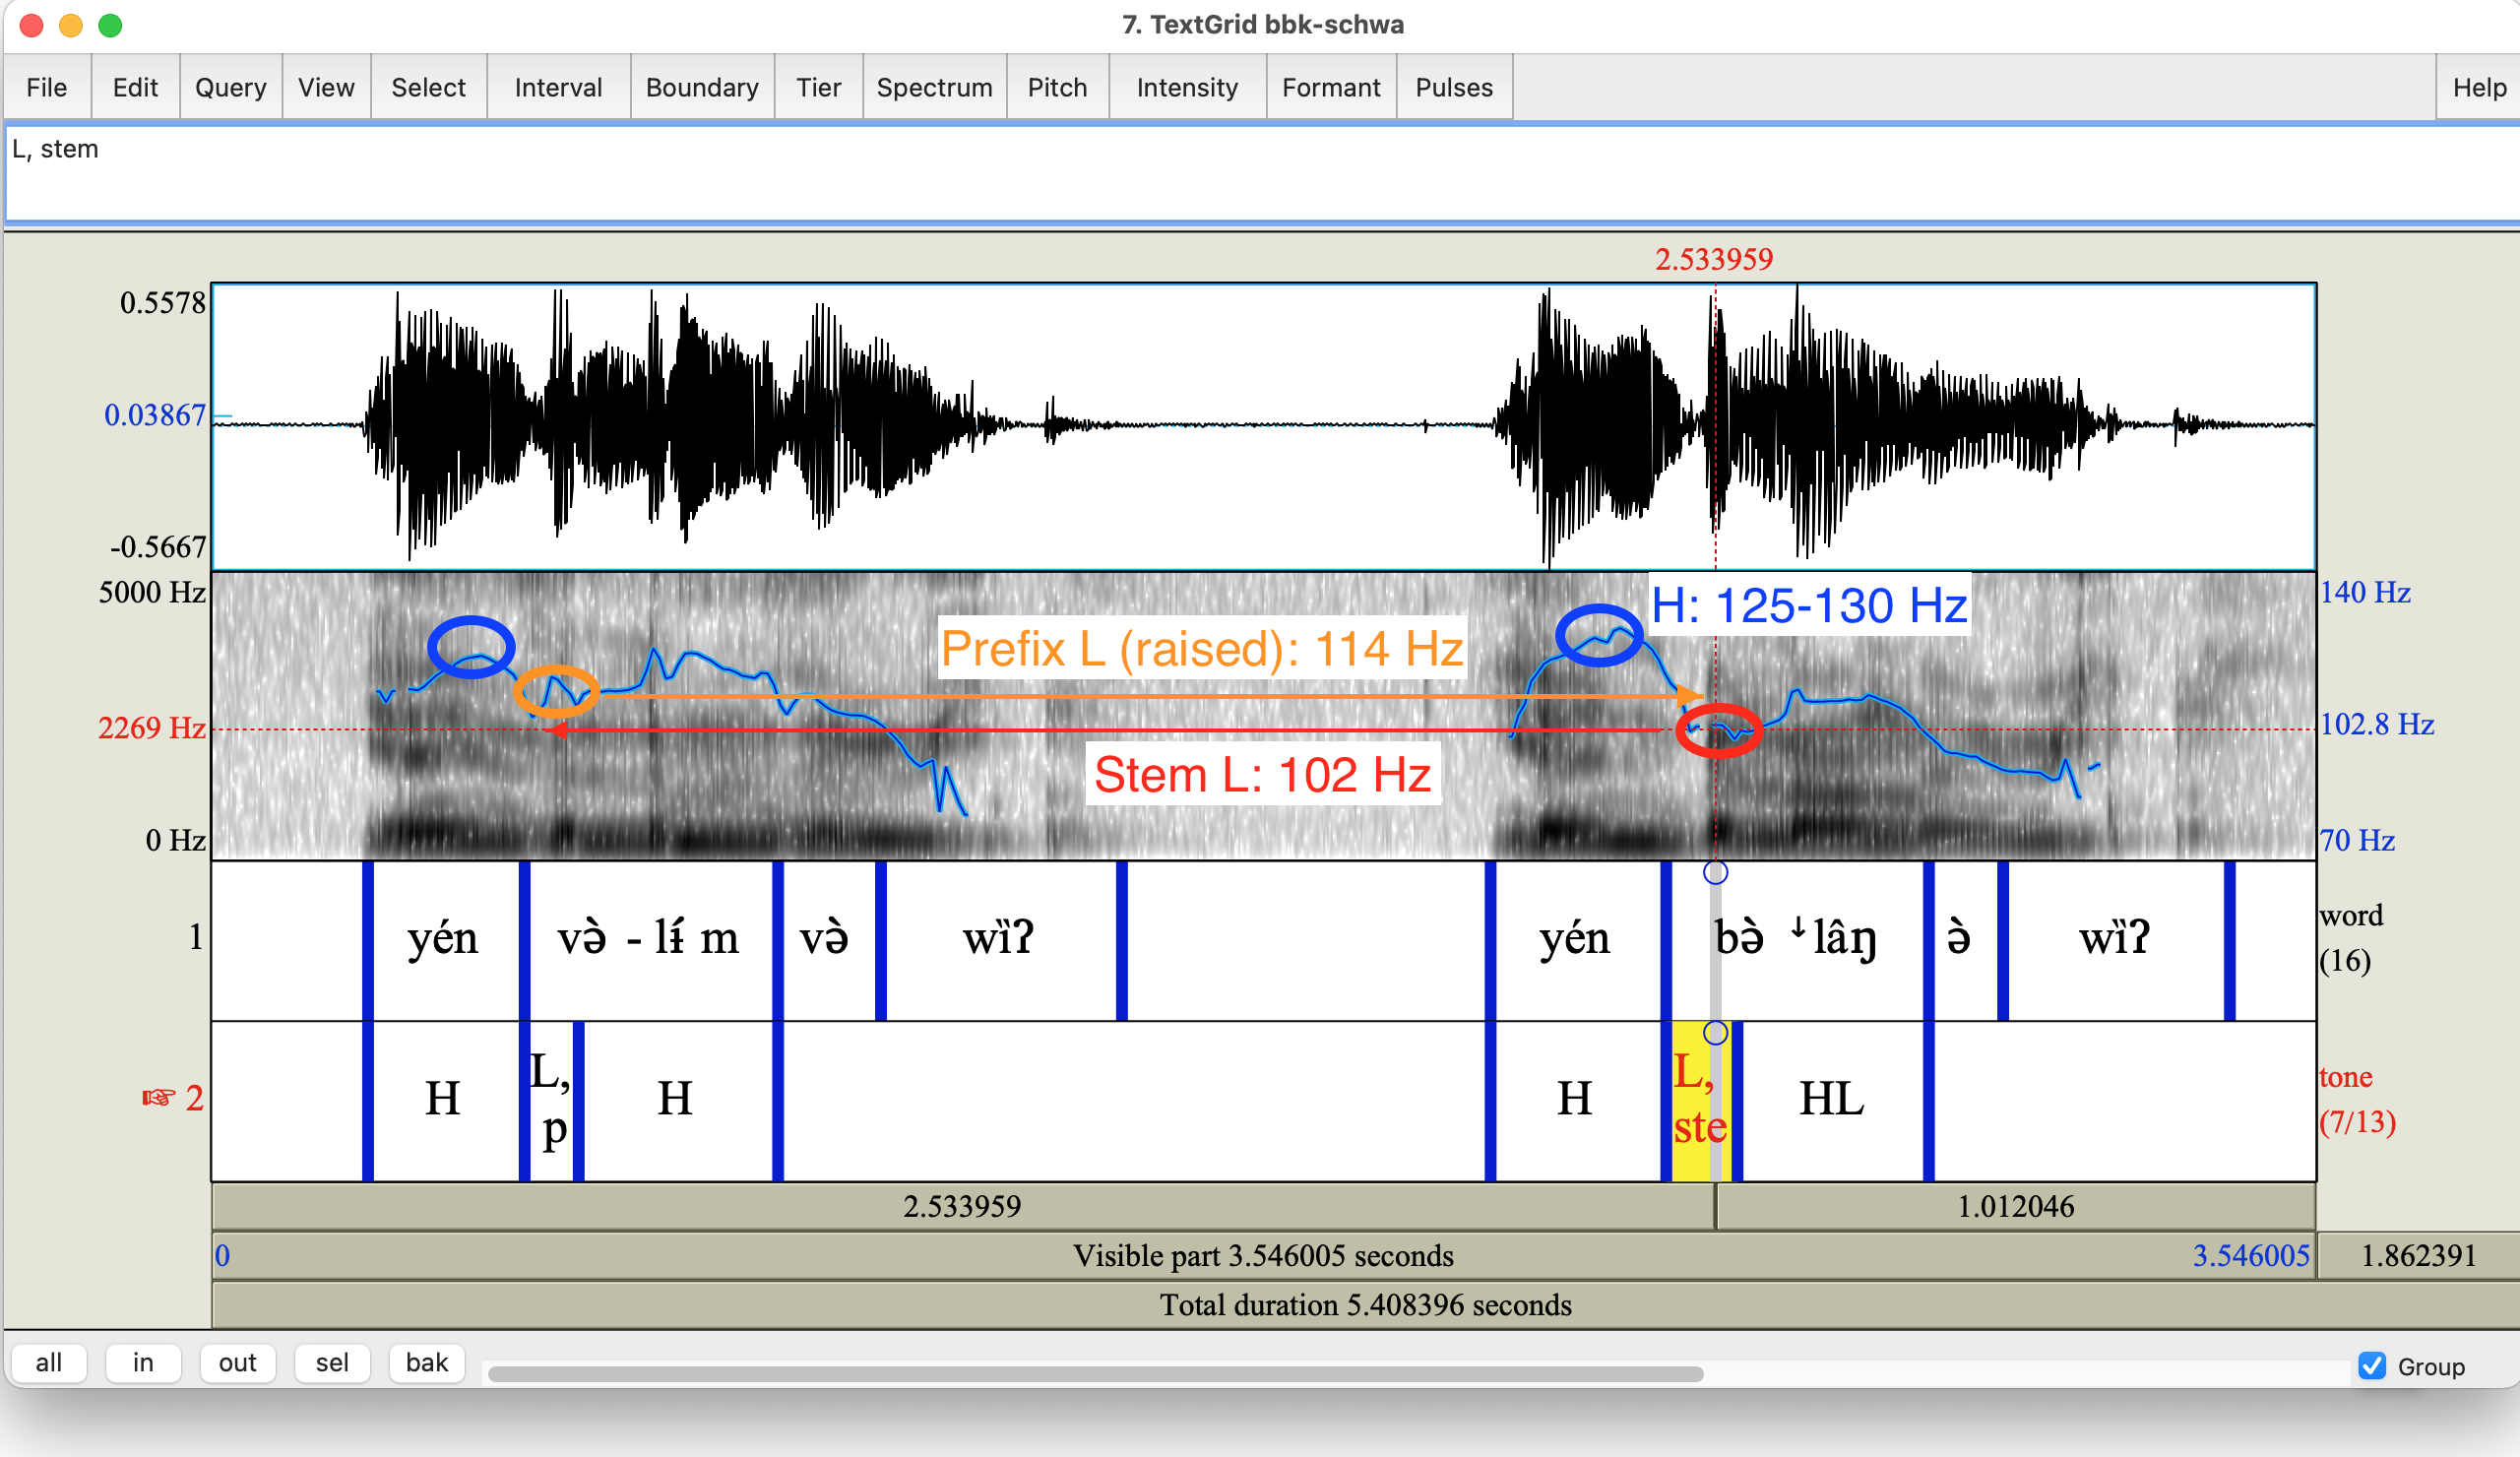 7. TextGrid bbk-schwa
File Edit Query View Select Interval Boundary Tier Spectrum Pitch Intensity Formant Pulses Help
L, stem
2.533959
0.5578
0.03867
-0.5667
5000 Hz
2269 Hz
0 Hz
H: 125-130 Hz
Prefix L (raised): 114 Hz
Stem L: 102 Hz
140 Hz
102.8 Hz
70 Hz
1 yén və̀ - lɨ́ m və̀ wȉʔ yén bə̀ ꜜlâŋ ə̀ wȉʔ word
(16)
☞ 2 H L, p H H L, ste HL tone
(7/13)
2.533959 1.012046
0 Visible part 3.546005 seconds 3.546005 1.862391
Total duration 5.408396 seconds
all in out sel bak Group